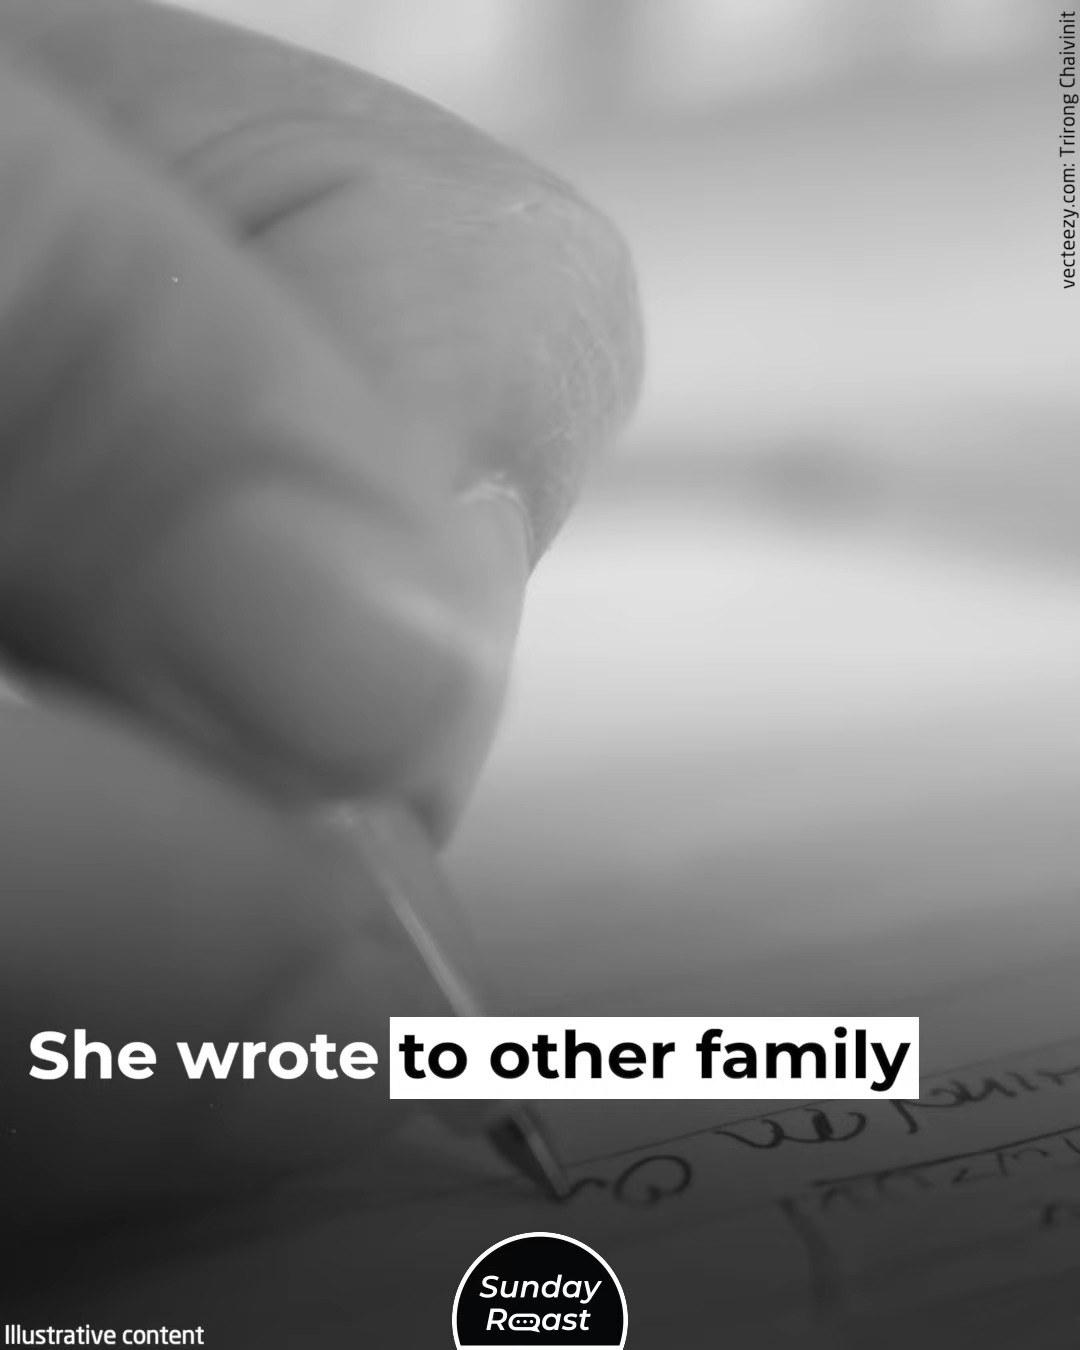 vecteezy.com: Trirong Chaivinit
She wrote to other family
Sunday
Roast
Illustrative content